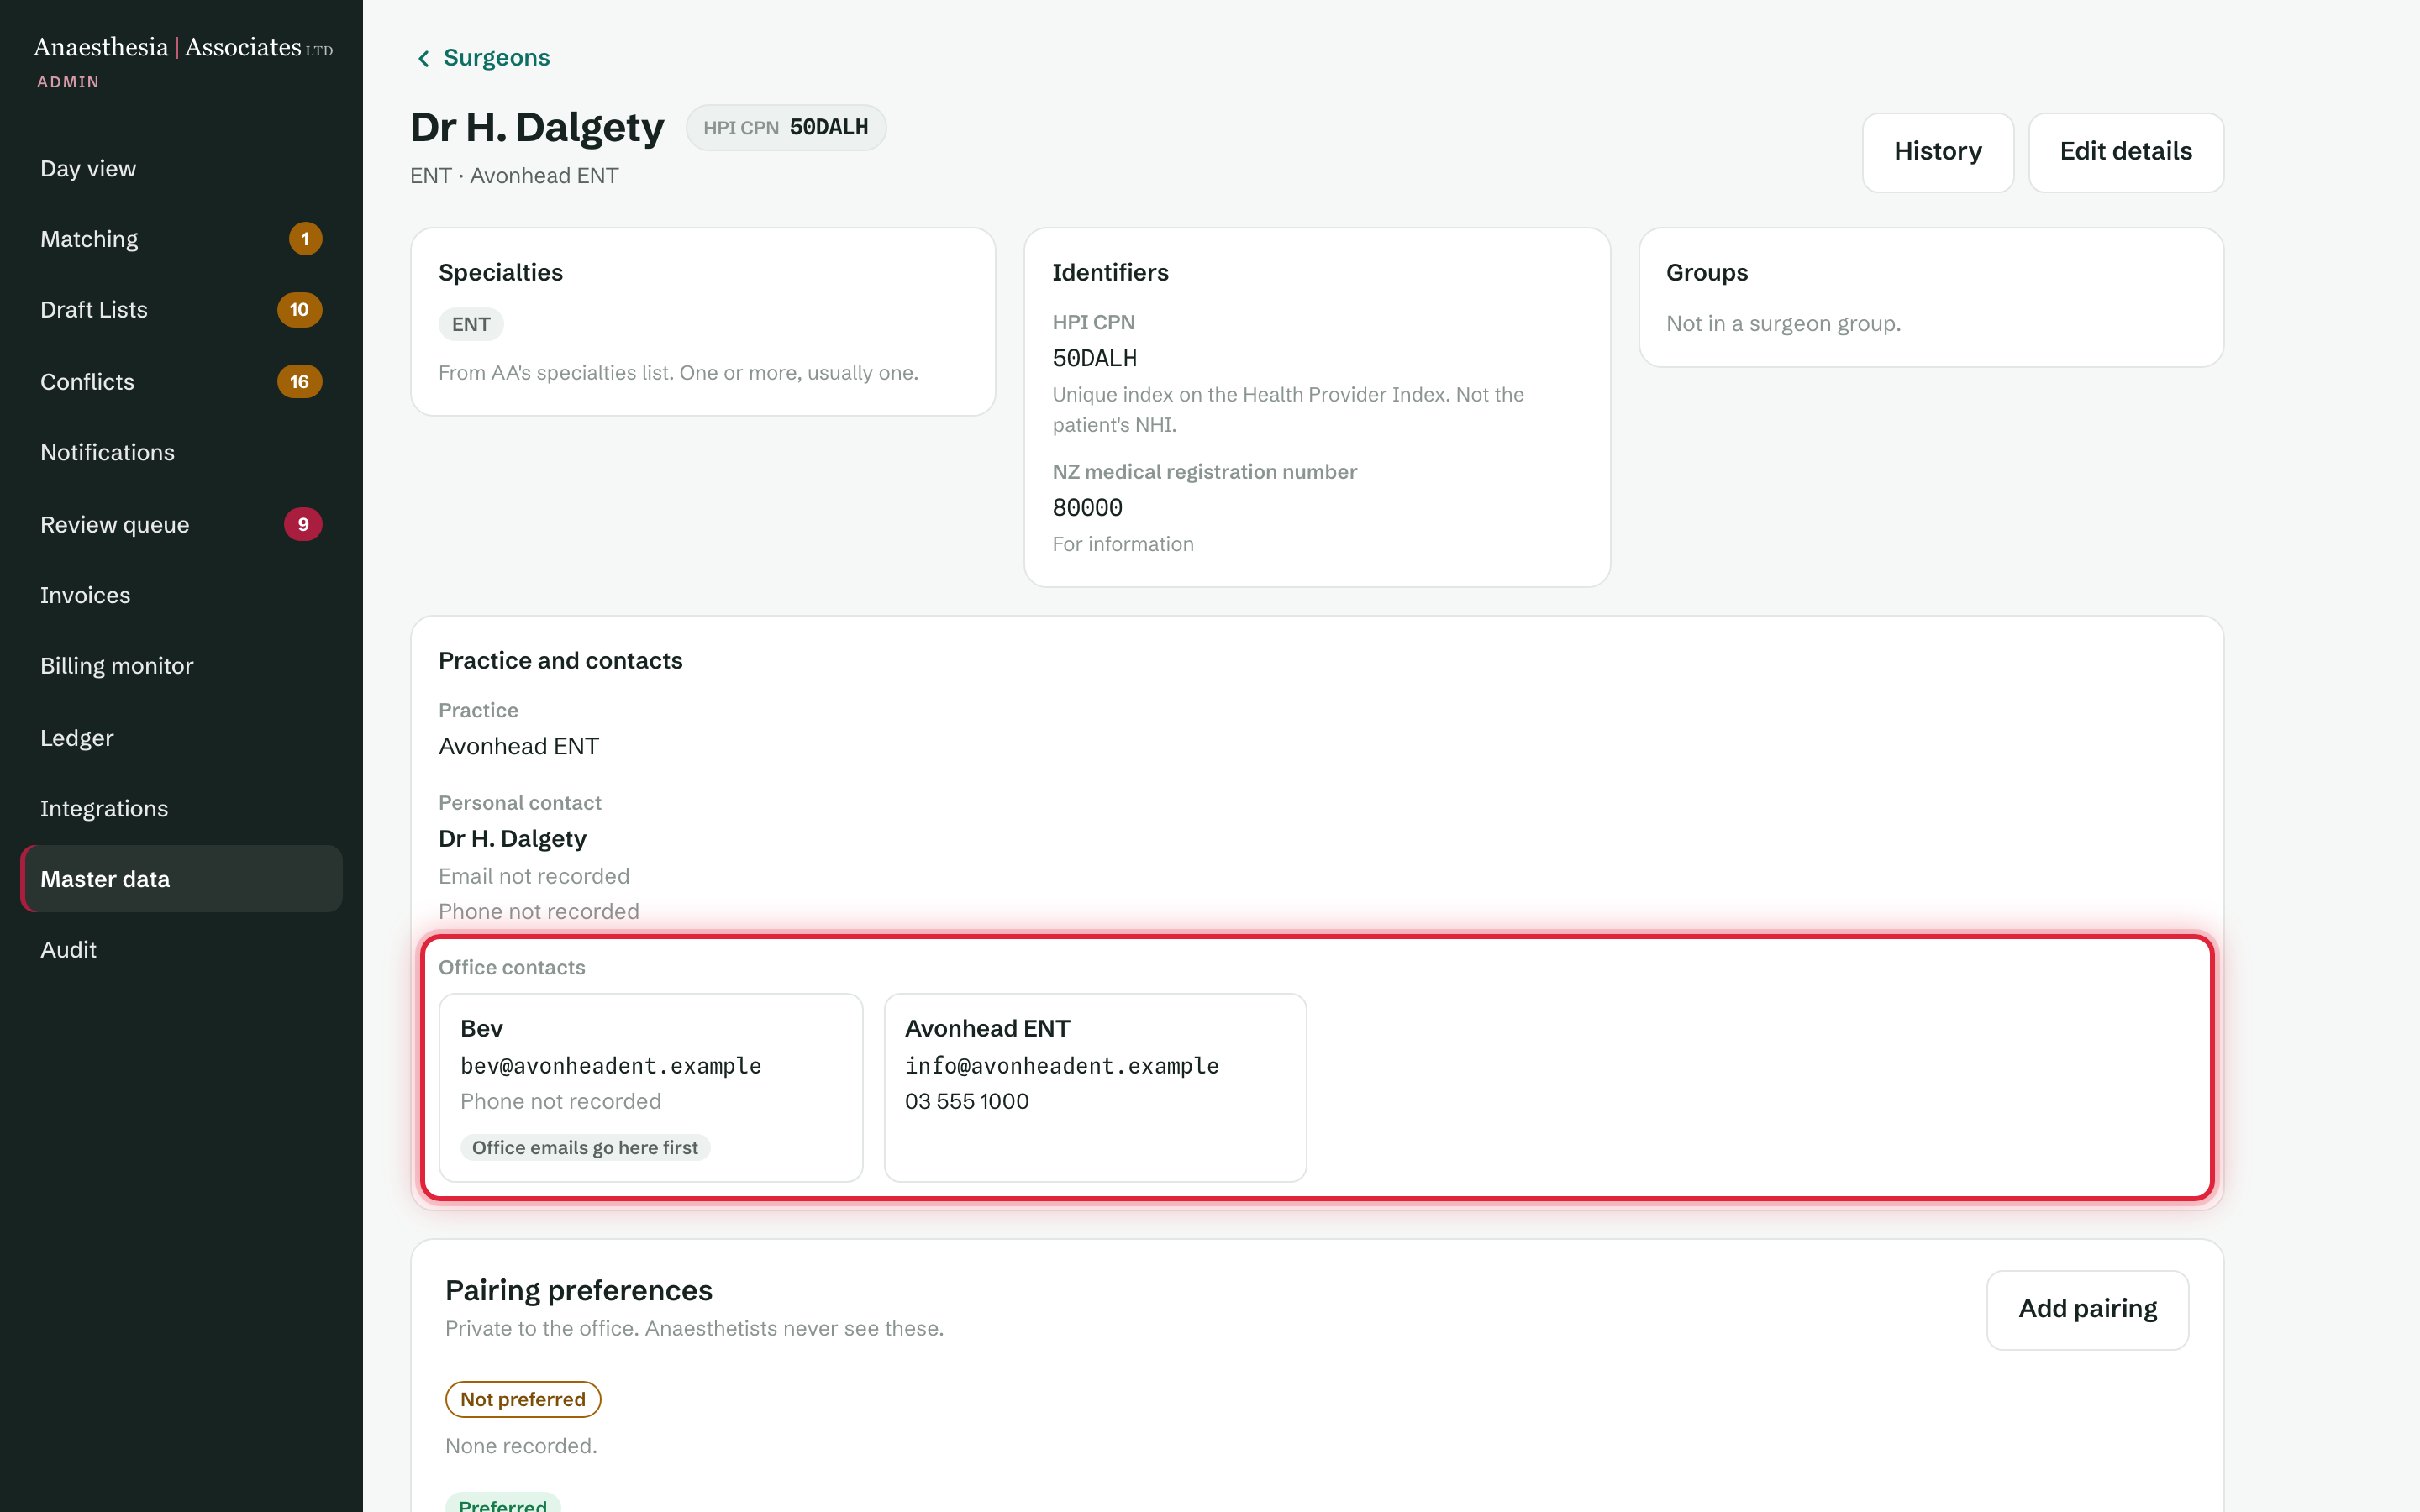 Anaesthesia | Associates LTD
ADMIN
Day view
Matching 1
Draft Lists 10
Conflicts 16
Notifications
Review queue 9
Invoices
Billing monitor
Ledger
Integrations
Master data
Audit
Surgeons
Dr H. Dalgety HPI CPN 50DALH
ENT · Avonhead ENT
History
Edit details
Specialties
ENT
From AA's specialties list. One or more, usually one.
Identifiers
HPI CPN
50DALH
Unique index on the Health Provider Index. Not the
patient's NHI.
NZ medical registration number
80000
For information
Groups
Not in a surgeon group.
Practice and contacts
Practice
Avonhead ENT
Personal contact
Dr H. Dalgety
Email not recorded
Phone not recorded
Office contacts
Bev
bev@avonheadent.example
Phone not recorded
Office emails go here first
Avonhead ENT
info@avonheadent.example
03 555 1000
Pairing preferences
Private to the office. Anaesthetists never see these.
Add pairing
Not preferred
None recorded.
Preferred